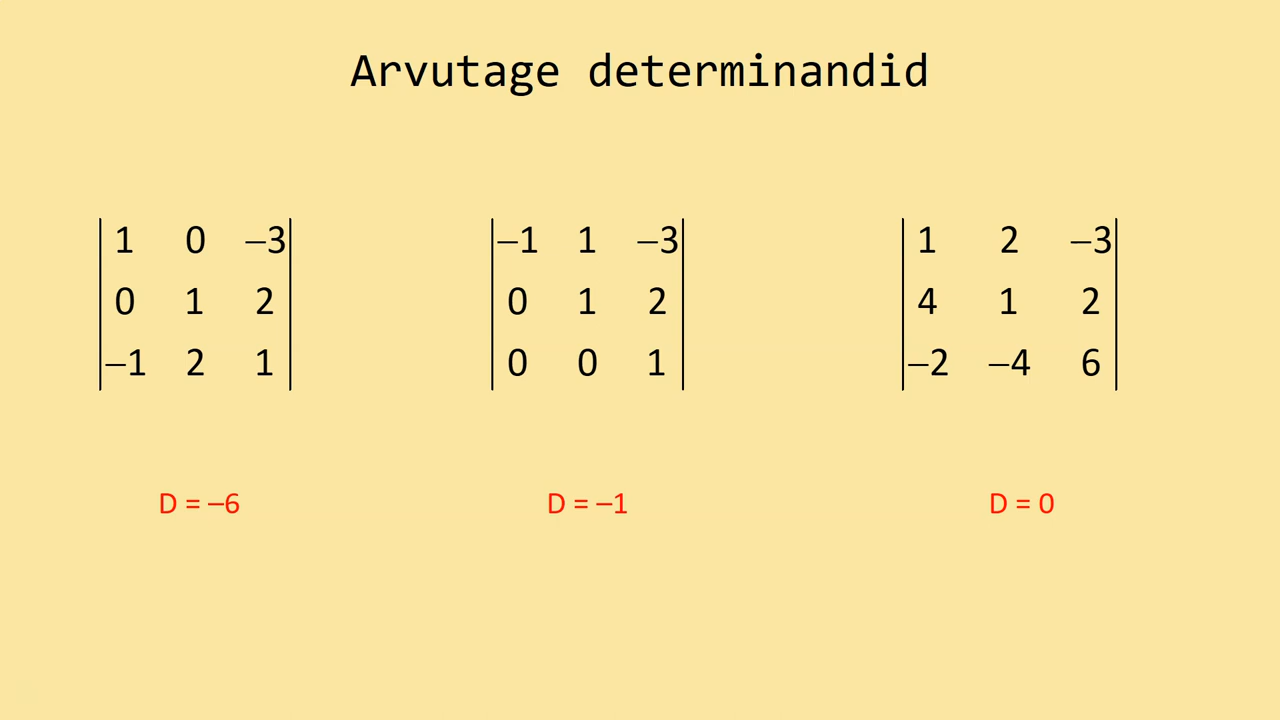 Arvutage determinandid
1 0 –3
0 1 2
–1 2 1
D = –6
–1 1 –3
0 1 2
0 0 1
D = –1
1 2 –3
4 1 2
–2 –4 6
D = 0